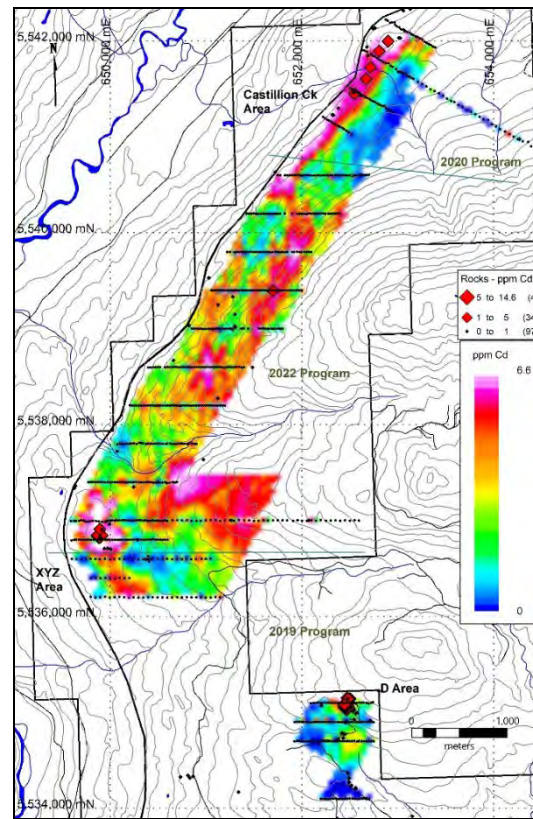 5,542,000 mN
650,000 mE
652,000 mE
654,000 mE
N
Castillion Ck
Area
2020 Program
5,540,000 mN
Rocks - ppm Cd
5 to 14.6 (4
1 to 5 (34
0 to 1 (97
ppm Cd
6.6
2022 Program
5,538,000 mN
XYZ
Area
0
5,536,000 mN
2019 Program
D Area
0 1,000
meters
5,534,000 mN